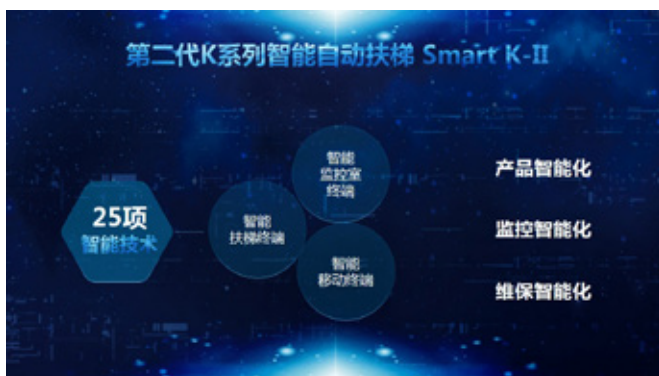 第二代K系列智能自动扶梯 Smart K-II
25项
智能技术
智能
扶梯终端
智能
监控室
终端
智能
移动终端
产品智能化
监控智能化
维保智能化